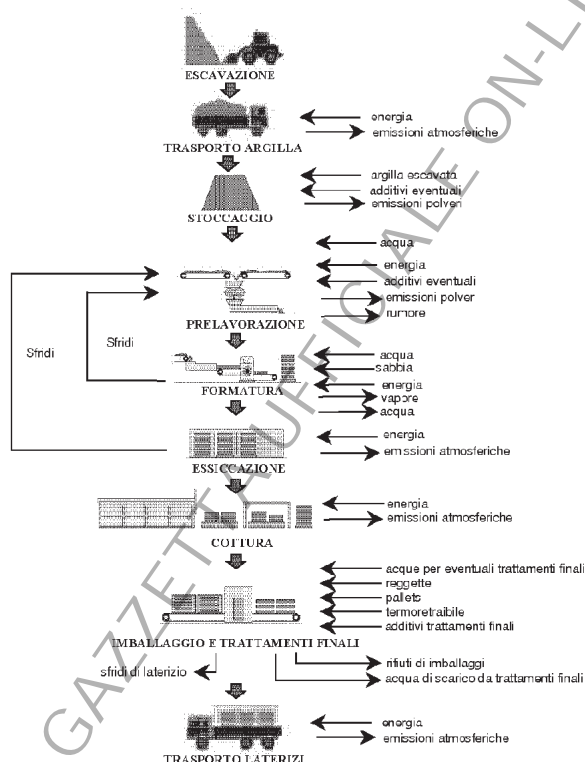 ESCAVAZIONE
energia
emissioni atmosferiche
TRASPORTO ARGILLA
argilla escavata
additivi eventuali
emissioni polveri
STOCCAGGIO
acqua
energia
additivi eventuali
emissioni polver
rumore
PRELAVORAZIONE
Sfridi
Sfridi
acqua
sabbia
energia
vapore
acqua
FORMATURA
energia
emissioni atmosferiche
ESSICCAZIONE
energia
emissioni atmosferiche
COTTURA
acque per eventuali trattamenti finali
reggette
pallets
termoretraibile
additivi trattamenti finali
IMBALLAGGIO E TRATTAMENTI FINALI
sfridi di laterizio
rifiuti di imballaggi
acqua di scarico da trattamenti finali
energia
emissioni atmosferiche
TRASPORTO LATERIZI
GAZZETTA UFFICIALE ON-LI